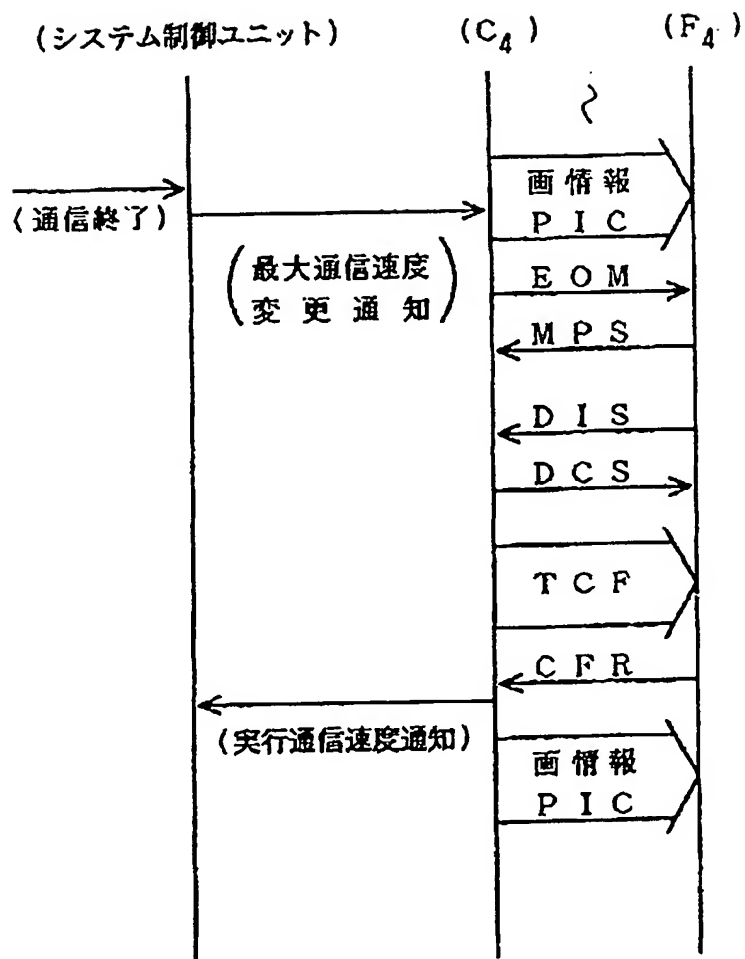 (システム制御ユニット) (C₄) (F₄)
画情報
PIC
(通信終了)
(最大通信速度
変更通知)
EOM
MPS
DIS
DCS
TCF
CFR
(実行通信速度通知)
画情報
PIC